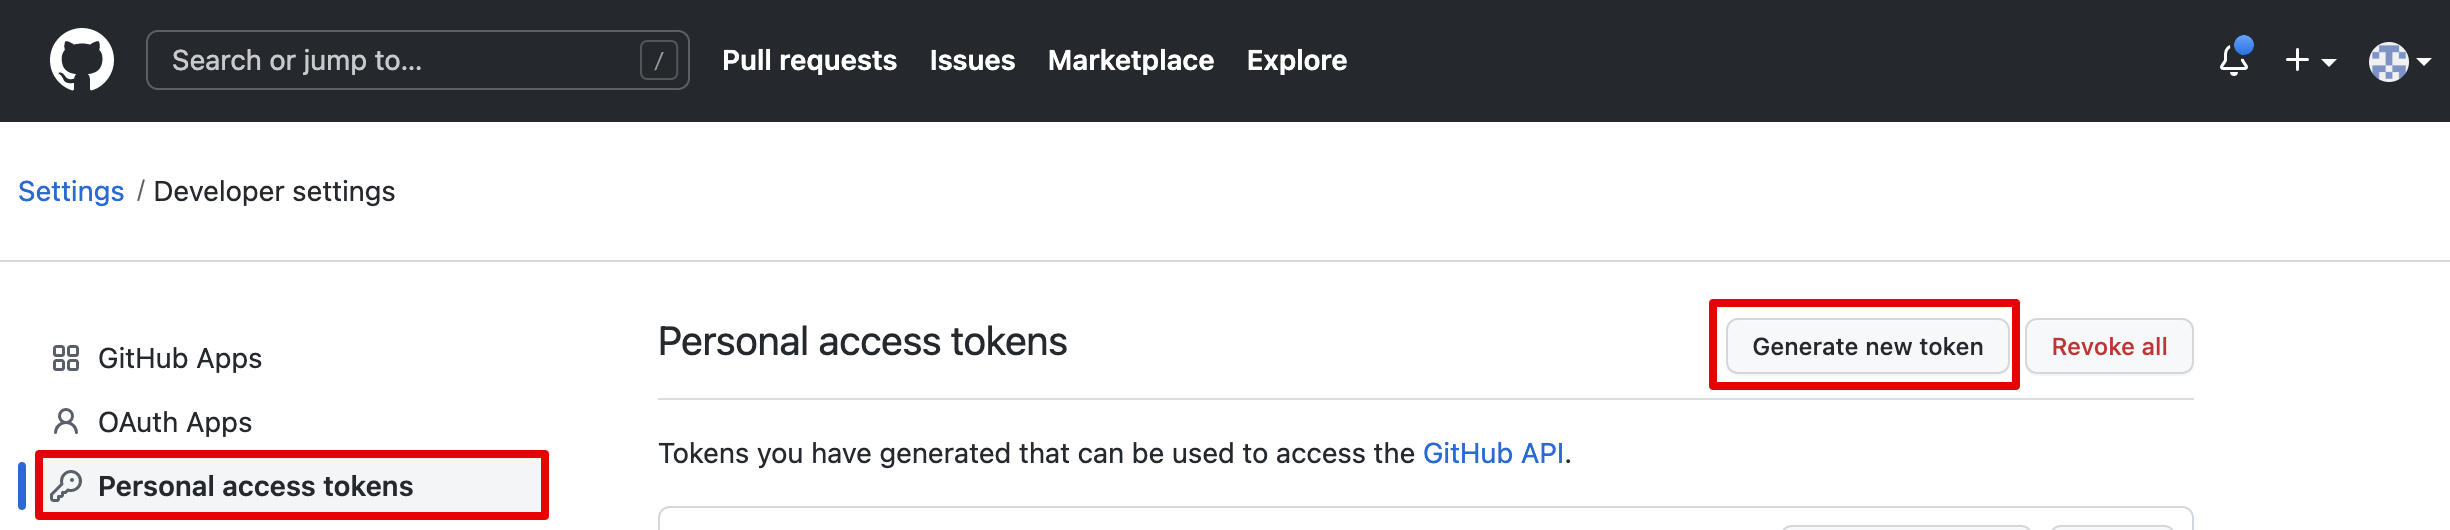 Search or jump to... /
Pull requests Issues Marketplace Explore
Settings / Developer settings
GitHub Apps
OAuth Apps
Personal access tokens
Personal access tokens
Generate new token
Revoke all
Tokens you have generated that can be used to access the GitHub API.